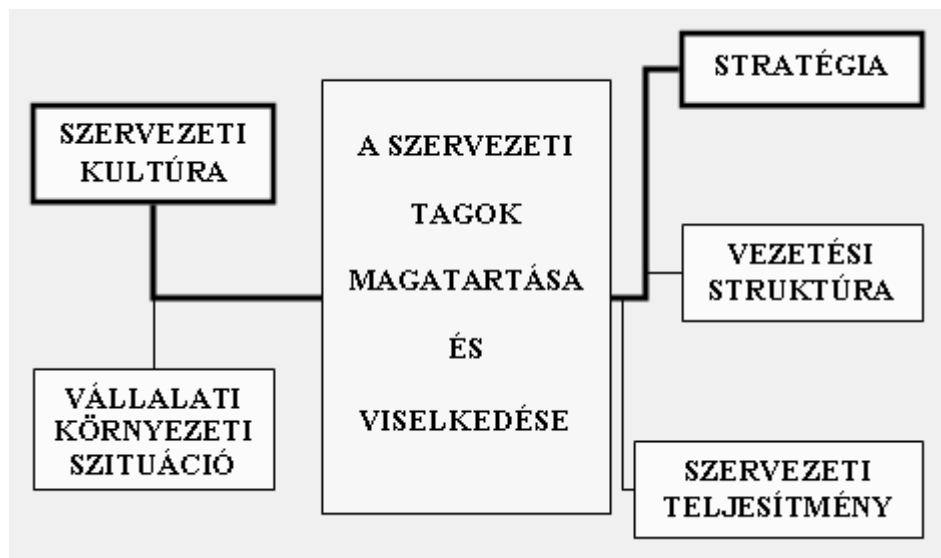 SZERVEZETI
KULTÚRA
VÁLLALATI
KÖRNYEZETI
SZITUÁCIÓ
A SZERVEZETI
TAGOK
MAGATARTÁSA
ÉS
VISELKEDÉSE
STRATÉGIA
VEZETÉSI
STRUKTÚRA
SZERVEZETI
TELJESÍTMÉNY